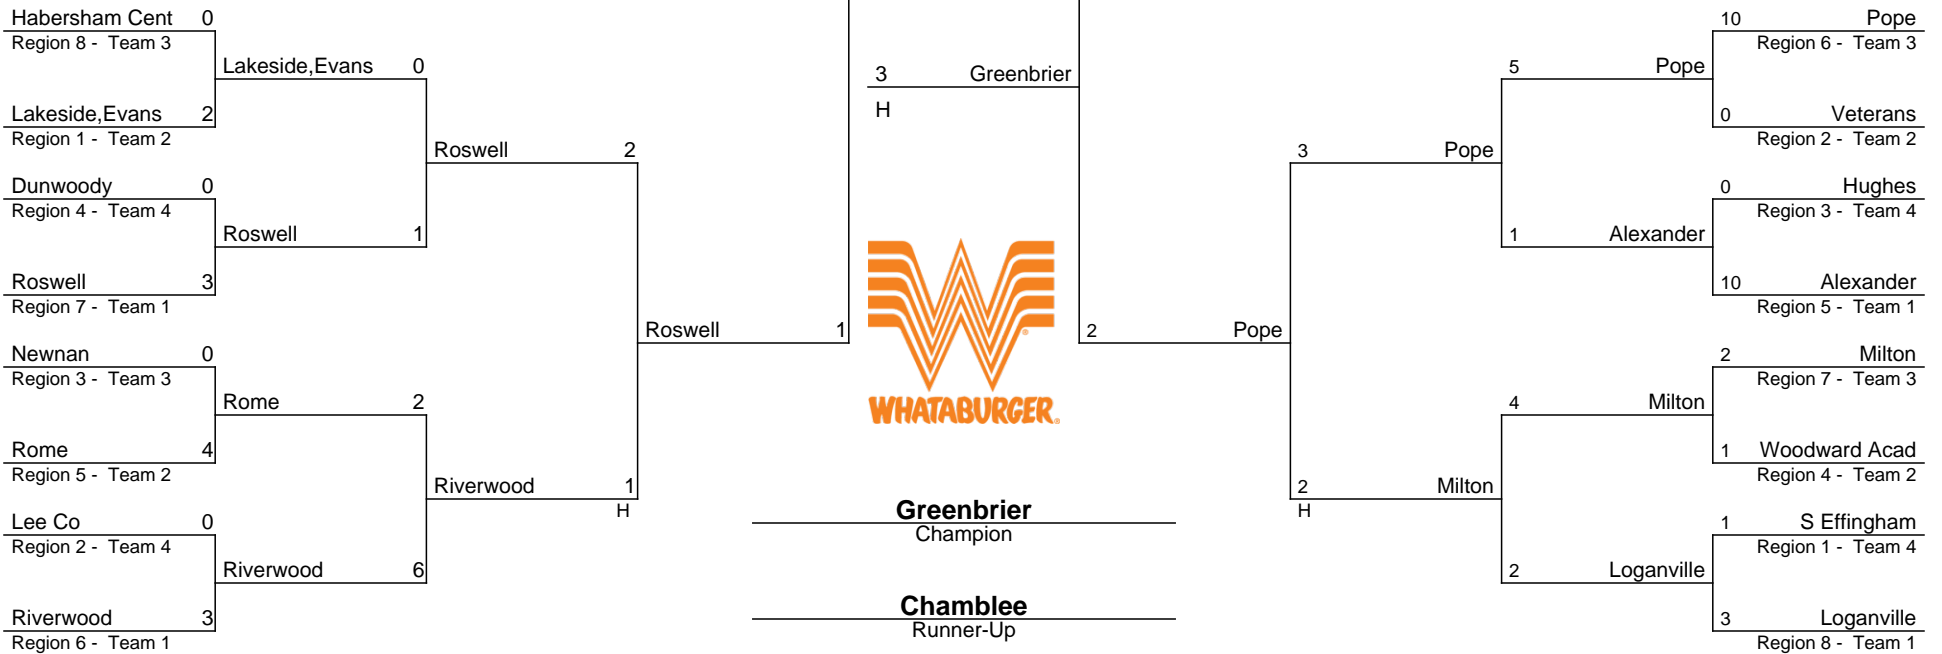 Habersham Cent 0
Region 8 - Team 3
Lakeside,Evans 0
Lakeside,Evans 2
Region 1 - Team 2
Roswell 2
Dunwoody 0
Region 4 - Team 4
Roswell 1
Roswell 3
Region 7 - Team 1
Roswell 1
Newnan 0
Region 3 - Team 3
Rome 2
Rome 4
Region 5 - Team 2
Riverwood 1
H
Lee Co 0
Region 2 - Team 4
Riverwood 6
Riverwood 3
Region 6 - Team 1
3 Greenbrier
H
WHATABURGER
Greenbrier
Champion
Chamblee
Runner-Up
10 Pope
Region 6 - Team 3
5 Pope
0 Veterans
Region 2 - Team 2
3 Pope
0 Hughes
Region 3 - Team 4
1 Alexander
10 Alexander
Region 5 - Team 1
2 Pope
2 Milton
Region 7 - Team 3
4 Milton
1 Woodward Acad
Region 4 - Team 2
2 Milton
H
1 S Effingham
Region 1 - Team 4
2 Loganville
3 Loganville
Region 8 - Team 1